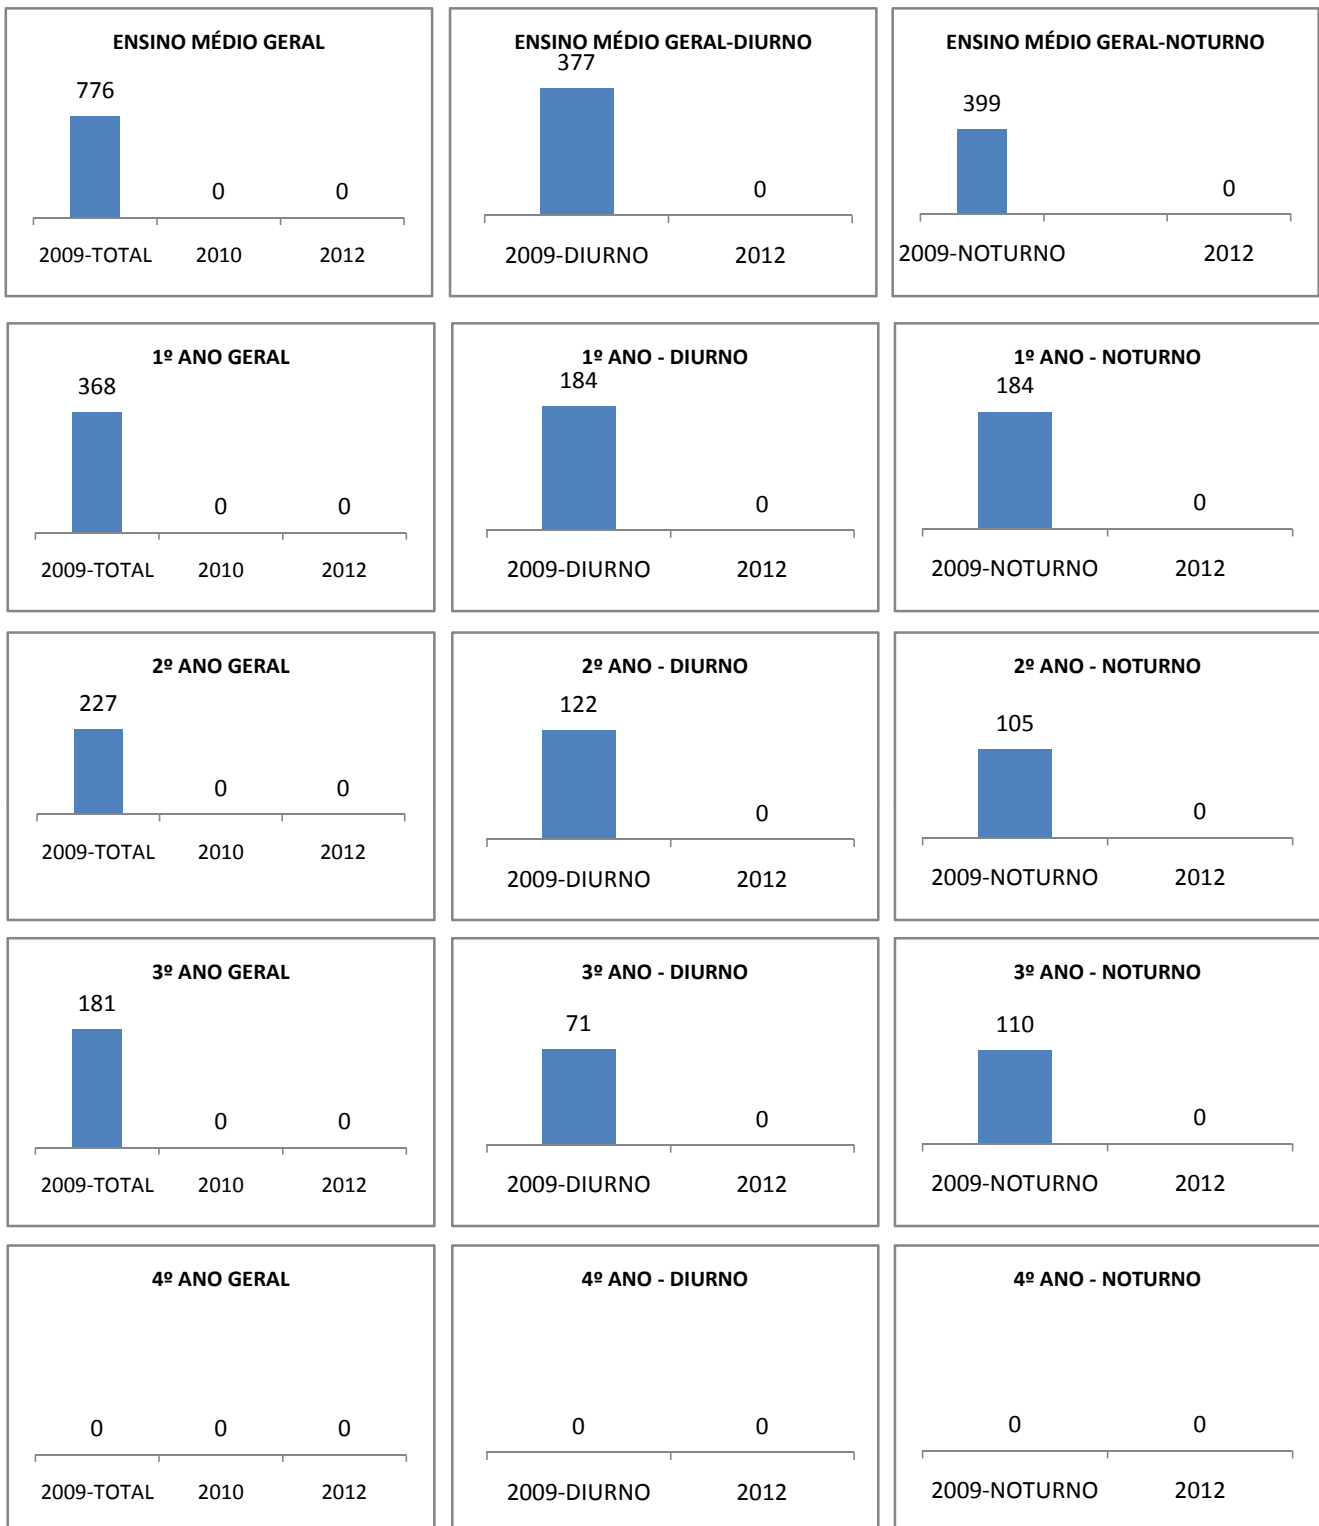 ENSINO MÉDIO GERAL
776
0 0
2009-TOTAL 2010 2012
ENSINO MÉDIO GERAL-DIURNO
377
0
2009-DIURNO 2012
ENSINO MÉDIO GERAL-NOTURNO
399
0
2009-NOTURNO 2012
1º ANO GERAL
368
0 0
2009-TOTAL 2010 2012
1º ANO - DIURNO
184
0
2009-DIURNO 2012
1º ANO - NOTURNO
184
0
2009-NOTURNO 2012
2º ANO GERAL
227
0 0
2009-TOTAL 2010 2012
2º ANO - DIURNO
122
0
2009-DIURNO 2012
2º ANO - NOTURNO
105
0
2009-NOTURNO 2012
3º ANO GERAL
181
0 0
2009-TOTAL 2010 2012
3º ANO - DIURNO
71
0
2009-DIURNO 2012
3º ANO - NOTURNO
110
0
2009-NOTURNO 2012
4º ANO GERAL
0 0 0
2009-TOTAL 2010 2012
4º ANO - DIURNO
0 0
2009-DIURNO 2012
4º ANO - NOTURNO
0 0
2009-NOTURNO 2012